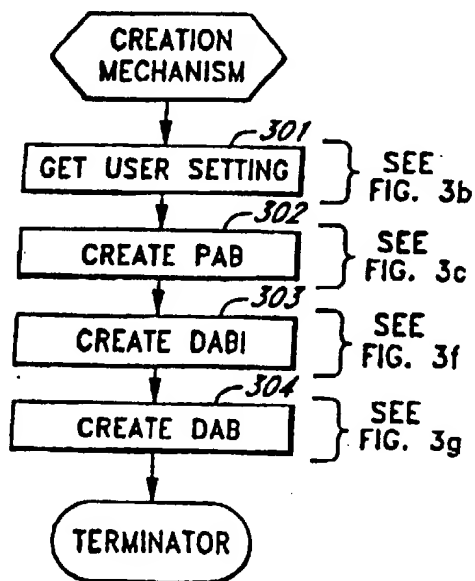 CREATION
MECHANISM
301
GET USER SETTING
SEE
FIG. 3b
302
CREATE PAB
SEE
FIG. 3c
303
CREATE DABI
SEE
FIG. 3f
304
CREATE DAB
SEE
FIG. 3g
TERMINATOR